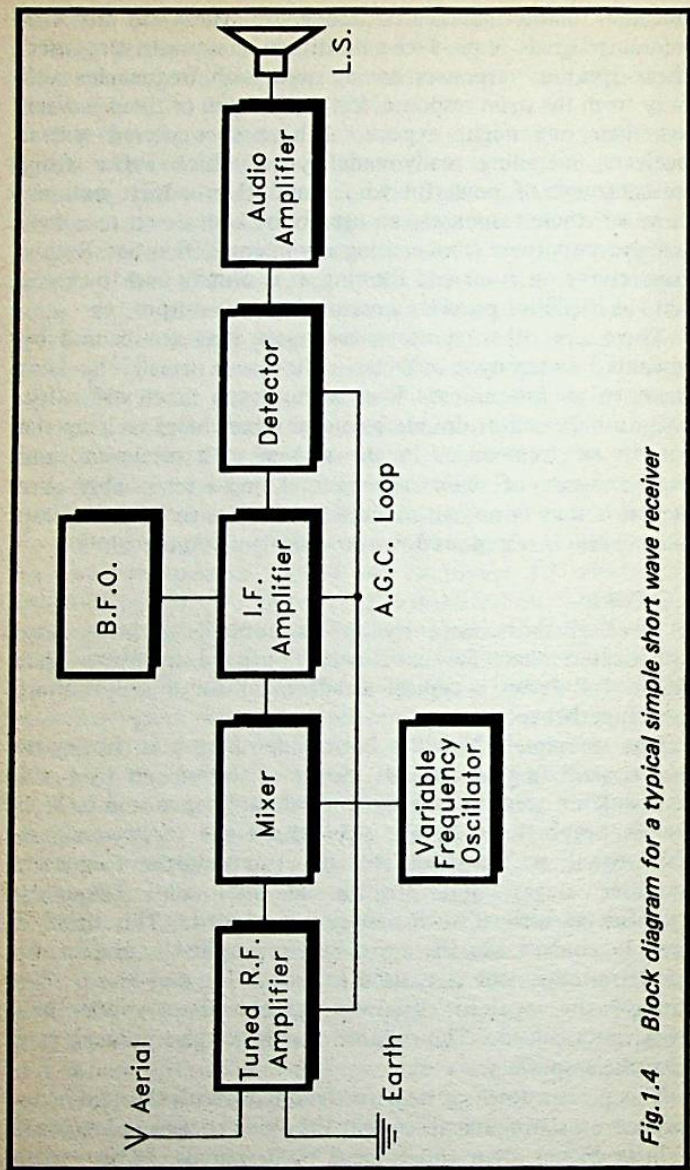 Aerial
Earth
Tuned R.F.
Amplifier
Mixer
Variable
Frequency
Oscillator
B.F.O.
I.F.
Amplifier
A.G.C. Loop
Detector
Audio
Amplifier
L.S.
Fig.1.4 Block diagram for a typical simple short wave receiver